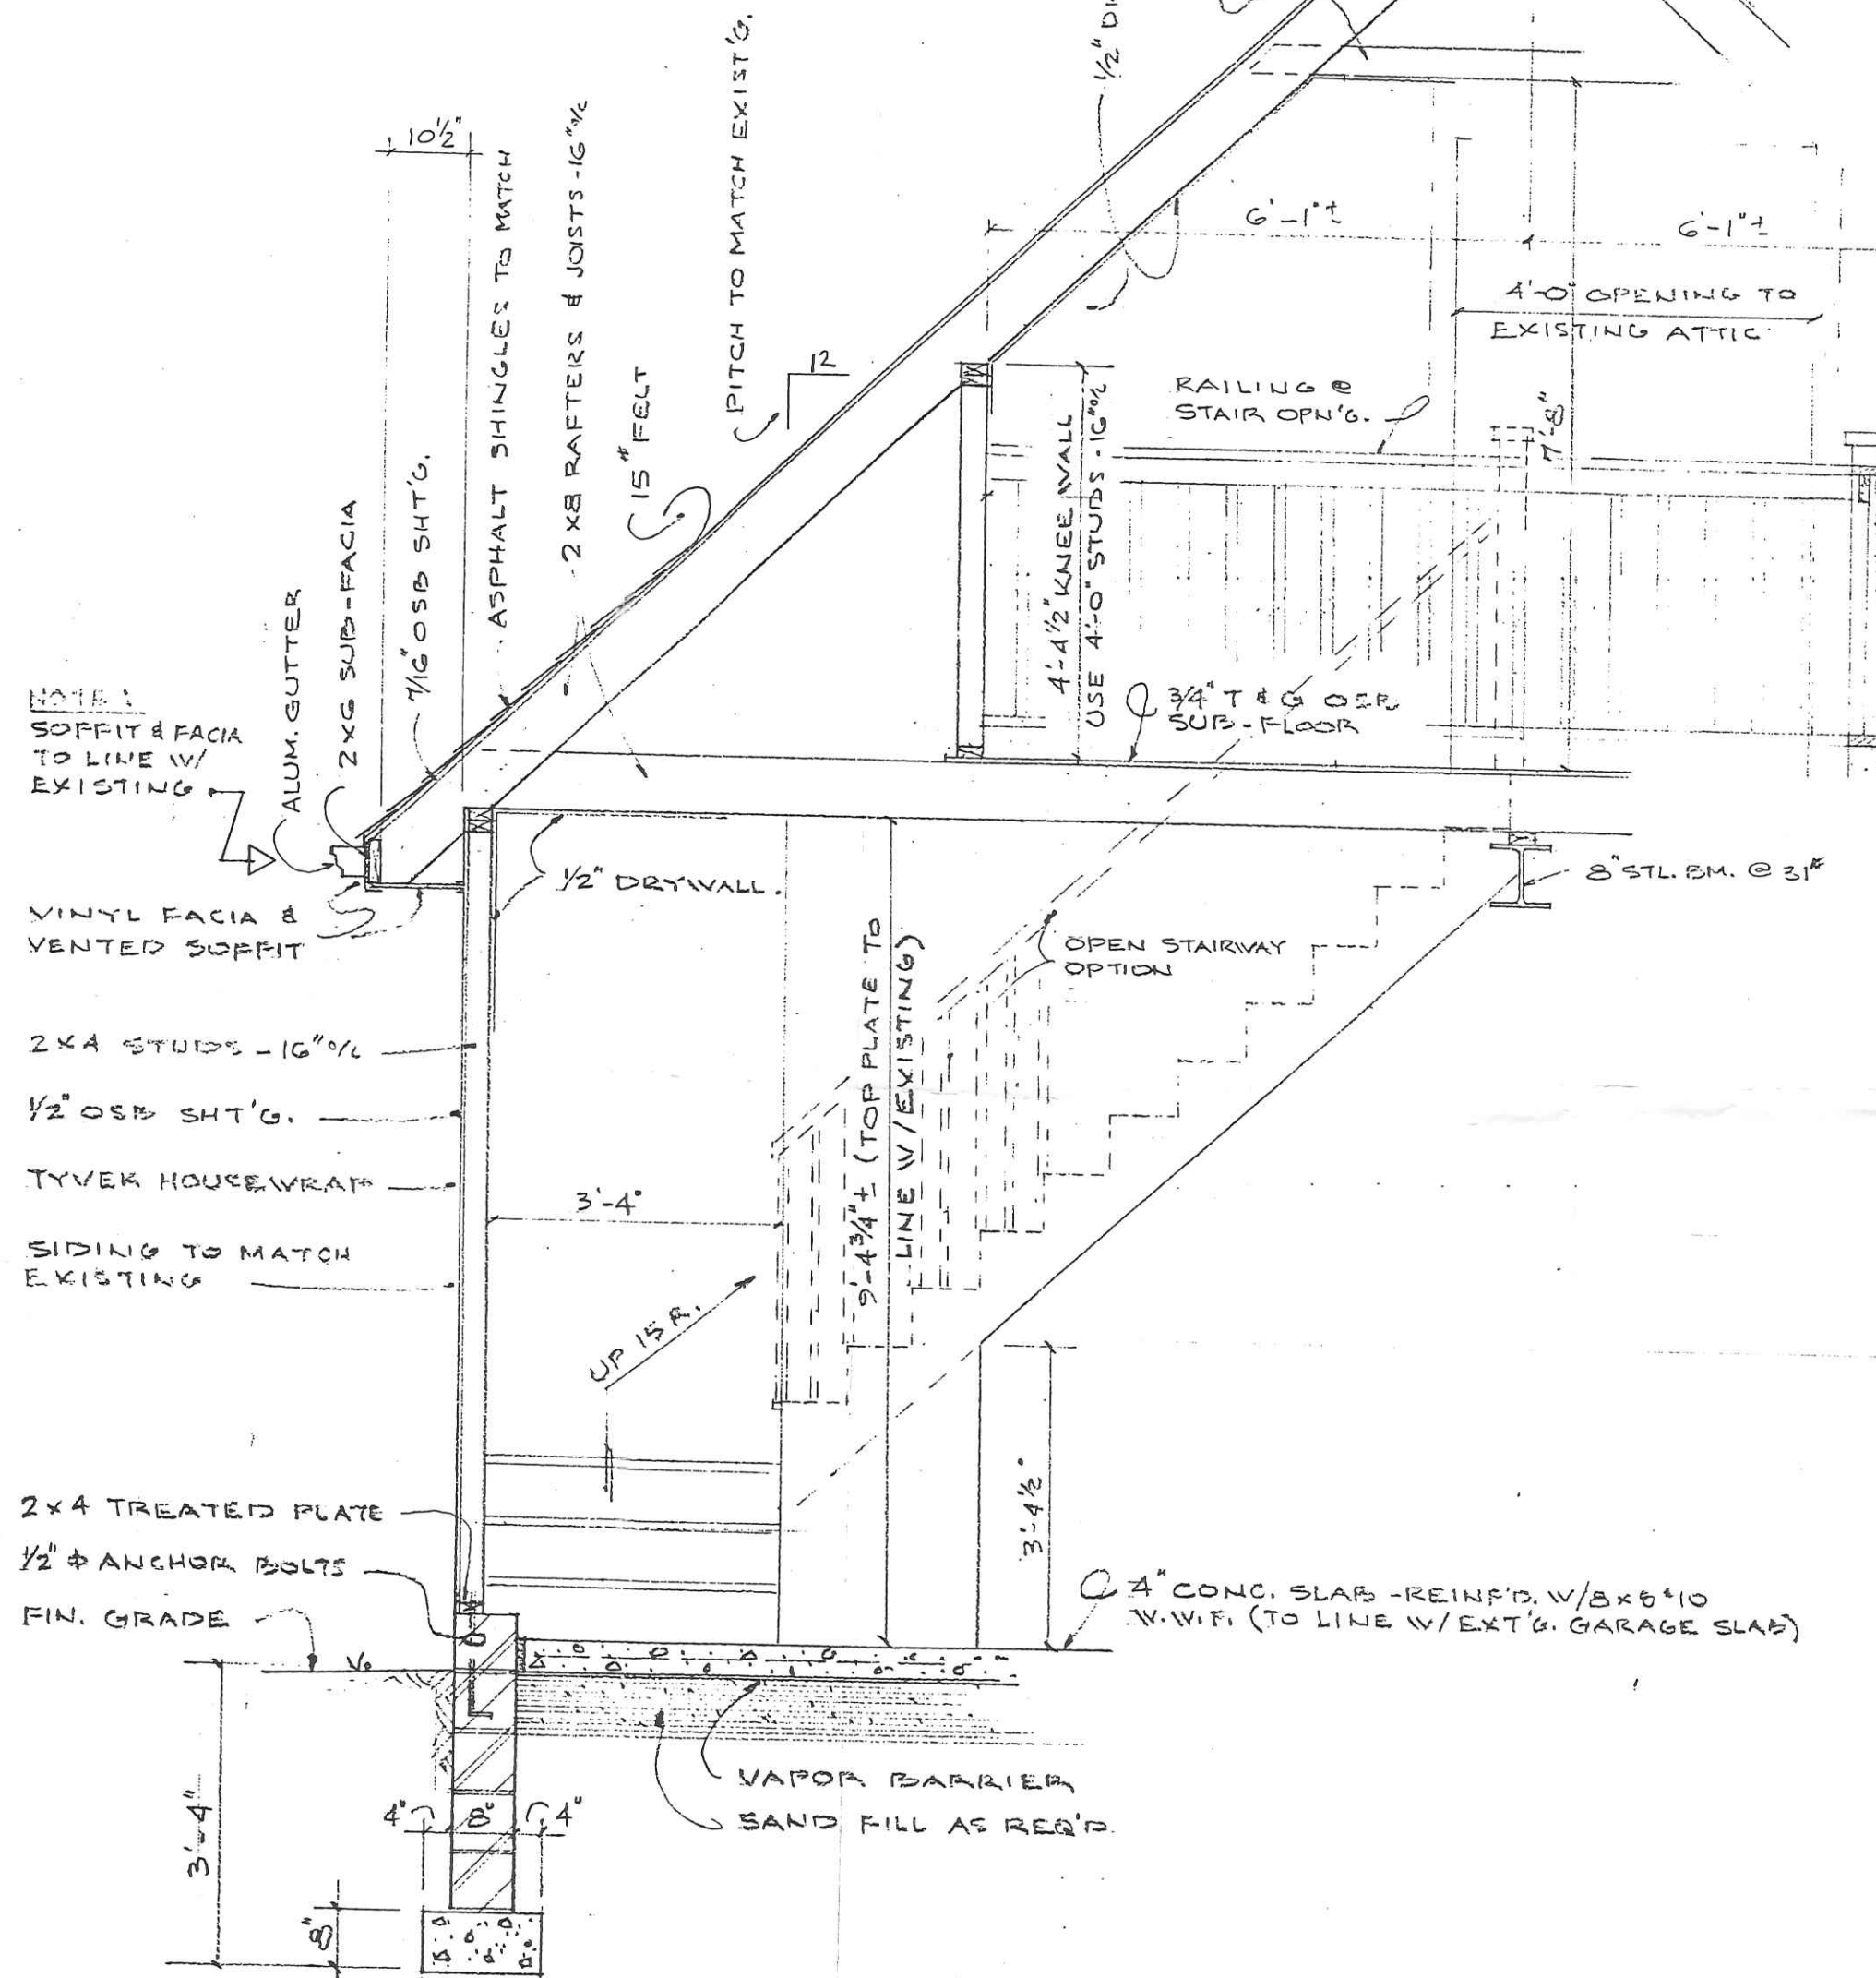 10½"
ASPHALT SHINGLES TO MATCH
2X8 RAFTERS & JOISTS-16"o/c
PITCH TO MATCH EXIST'G.
12
15# FELT
7/16" OSB SHT'G.
2X6 SUB-FACIA
ALUM. GUTTER
½"
6'-1"±
6'-1"±
4'-0" OPENING TO
EXISTING ATTIC
RAILING @
STAIR OPN'G.
7'-8"
4'-4½" KNEE WALL
USE 4'-0" STUDS-16"o/c
3/4" T & G OSB
SUB-FLOOR
NOTE:
SOFFIT & FACIA
TO LINE W/
EXISTING
VINYL FACIA &
VENTED SOFFIT
½" DRYWALL.
8" STL. BM. @ 31#
OPEN STAIRWAY
OPTION
9'-4¾"± (TOP PLATE TO
LINE W/EXISTING)
2X4 STUDS-16"o/c
½" OSB SHT'G.
TYVEK HOUSEWRAP
SIDING TO MATCH
EXISTING
3'-4"
UP 15 R.
3'-4½"
2x4 TREATED PLATE
½" ϕ ANCHOR BOLTS
FIN. GRADE
4" CONC. SLAB-REINF'D. W/
W.W.F. (TO LINE W/EXT'G. GARAGE SLAB)
VAPOR BARRIER
SAND FILL AS REQ'D.
3'-4"
4" 8" 4"
8"